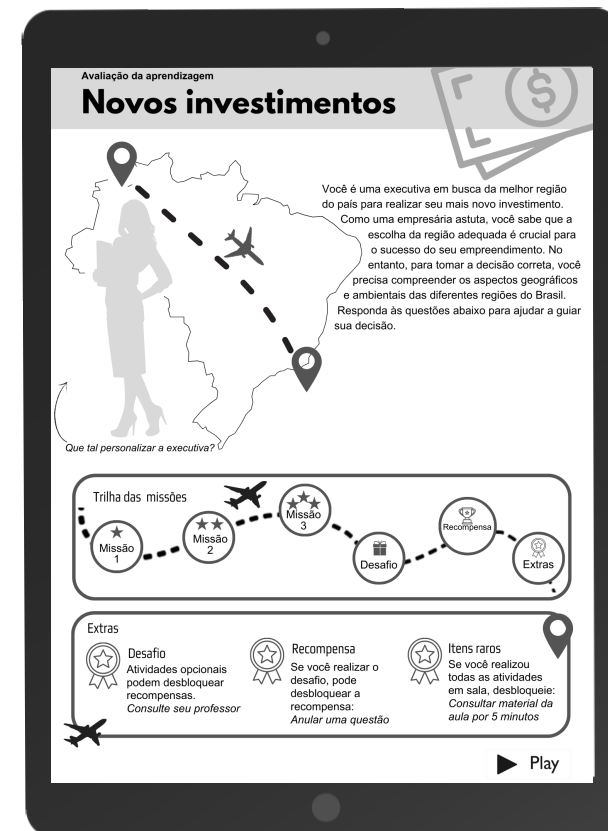 Avaliação da aprendizagem
Novos investimentos
Você é uma executiva em busca da melhor região
do país para realizar seu mais novo investimento.
Como uma empresária astuta, você sabe que a
escolha da região adequada é crucial para
o sucesso do seu empreendimento. No
entanto, para tomar a decisão correta, você
precisa compreender os aspectos geográficos
e ambientais das diferentes regiões do Brasil.
Responda às questões abaixo para ajudar a guiar
sua decisão.
Que tal personalizar a executiva?
Trilha das missões
Missão
1
Missão
2
Missão
3
Desafio
Recompensa
Extras
Extras
Desafio
Atividades opcionais
podem desbloquear
recompensas.
Consulte seu professor
Recompensa
Se você realizar o
desafio, pode
desbloquear a
recompensa:
Anular uma questão
Itens raros
Se você realizou
todas as atividades
em sala, desbloqueie:
Consultar material da
aula por 5 minutos
Play